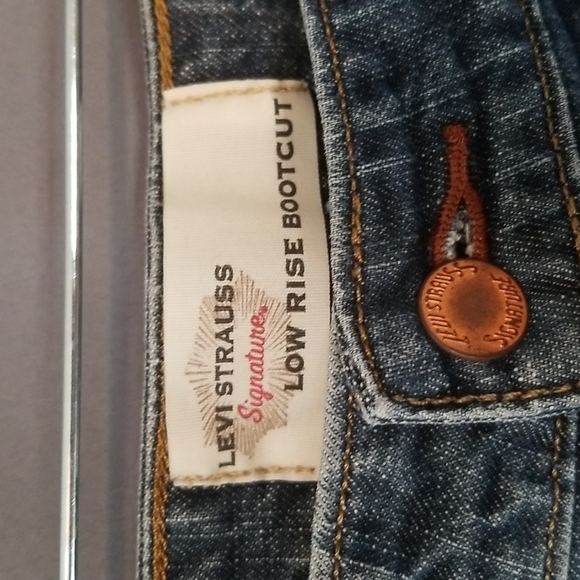 LEVI STRAUSS
Signature
LOW RISE BOOTCUT
LEVI STRAUSS
SIGNATURE